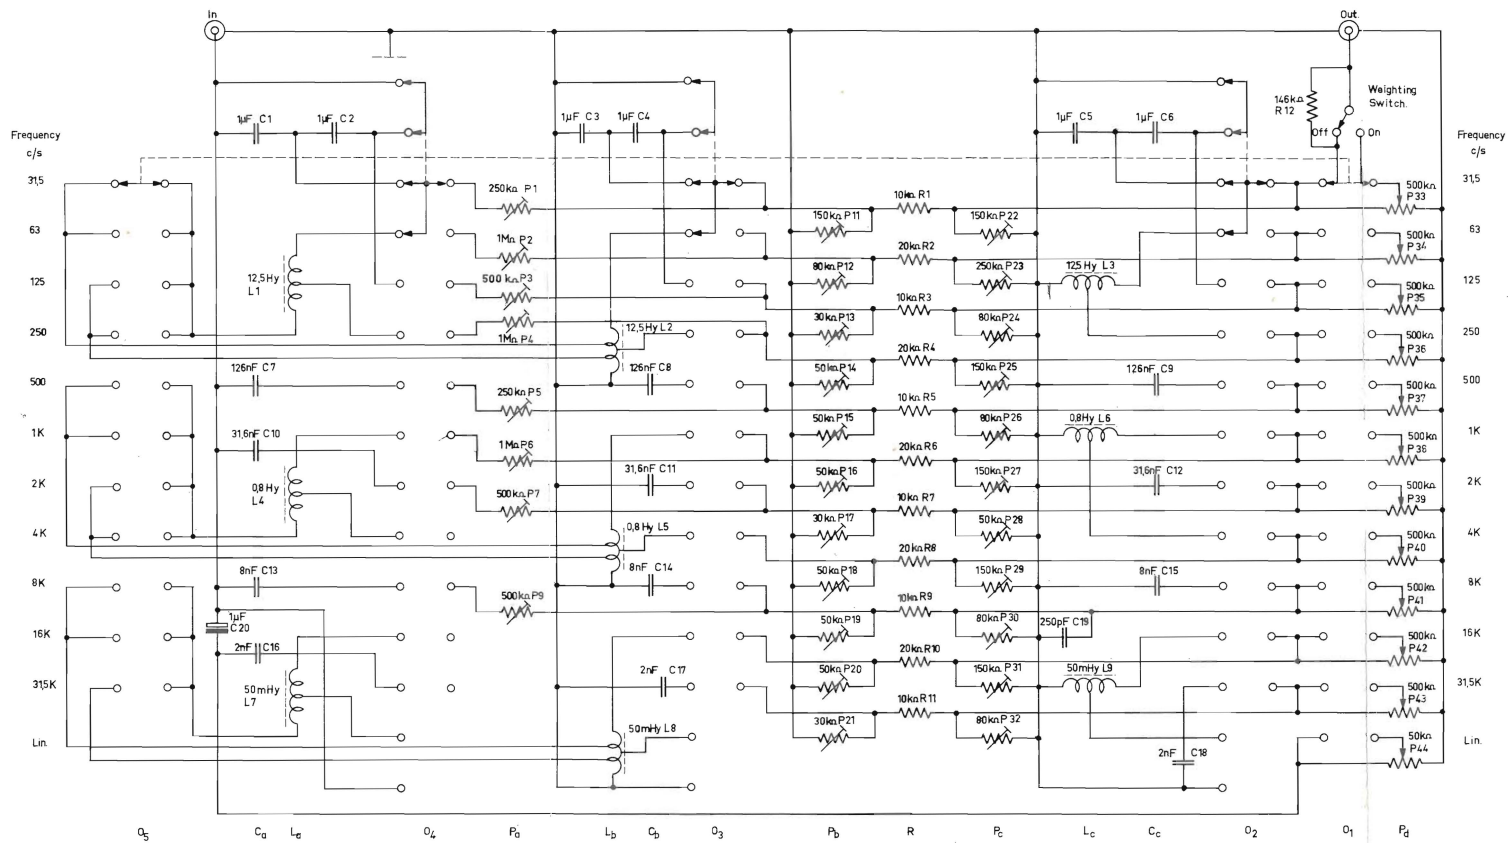 In
Out.
146kΩ
R12
Weighting
Switch.
Off
On
1µF C1
1µF C2
1µF C3
1µF C4
1µF C5
1µF C6
Frequency
c/s
Frequency
c/s
31,5
250kΩ P1
10kΩ R1
500kΩ
P33
31,5
150kΩ P11
150kΩ P22
63
1MΩ P2
20kΩ R2
500kΩ
P34
63
12,5Hy
L1
500 kΩ P3
80kΩ P12
250kΩ P23
12,5 Hy L3
125
10kΩ R3
500kΩ
P35
125
1MΩ P4
12,5Hy L2
30kΩ P13
80kΩ P24
250
20kΩ R4
500kΩ
P36
250
126nF C7
126nF C8
50kΩ P14
150kΩ P25
126nF C9
500
250kΩ P5
10kΩ R5
500kΩ
P37
500
31,6nF C10
50kΩ P15
80kΩ P26
0,8Hy L6
1K
1MΩ P6
20kΩ R6
500kΩ
P38
1K
0,8Hy
L4
31,6nF C11
50kΩ P16
150kΩ P27
31,6nF C12
2K
500kΩ P7
10kΩ R7
500kΩ
P39
2K
0,8 Hy L5
30kΩ P17
50kΩ P28
4K
20kΩ R8
500kΩ
P40
4K
8nF C13
8nF C14
50kΩ P18
150kΩ P29
8nF C15
8K
500kΩ P9
10kΩ R9
500kΩ
P41
8K
1µF
C20
50kΩ P19
80kΩ P30
250pF C19
16K
2nF C16
20kΩ R10
500kΩ
P42
16K
50mHy
L7
2nF C17
50kΩ P20
150kΩ P31
50mHy L9
31,5K
10kΩ R11
500kΩ
P43
31,5K
50mHy L8
30kΩ P21
80kΩ P32
2nF C18
Lin.
50kΩ
P44
Lin.
O5
Ca
La
O4
Pa
Lb
Cb
O3
Pb
R
Pc
Lc
Cc
O2
O1
Pd